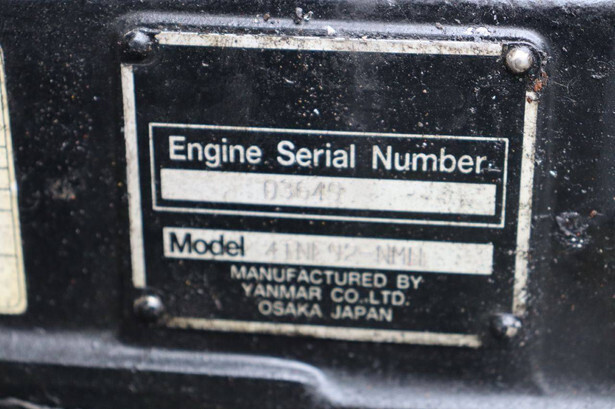 Engine Serial Number
Model
MANUFACTURED BY
YANMAR CO.,LTD.
OSAKA JAPAN